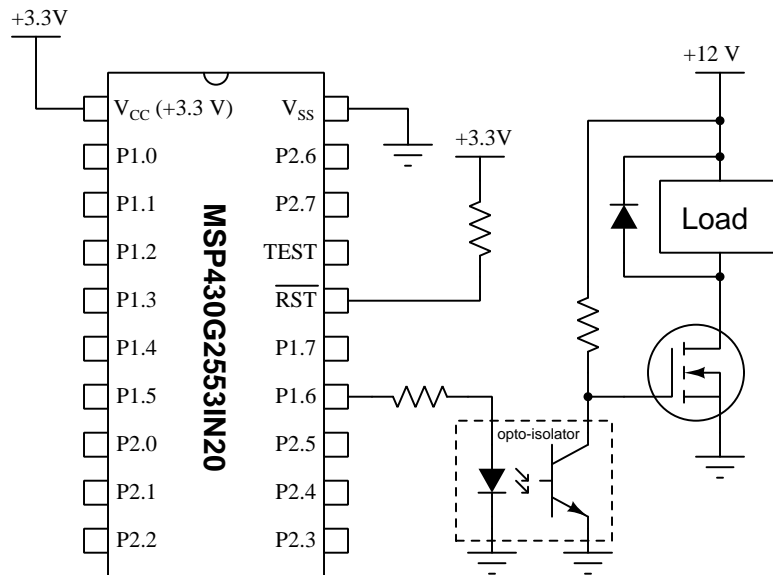 +3.3V
+12 V
V_CC (+3.3 V)
V_SS
+3.3V
P1.0
P2.6
P1.1
P2.7
P1.2
TEST
P1.3
RST
P1.4
P1.7
P1.5
P1.6
P2.0
P2.5
P2.1
P2.4
P2.2
P2.3
MSP430G2553IN20
opto-isolator
Load